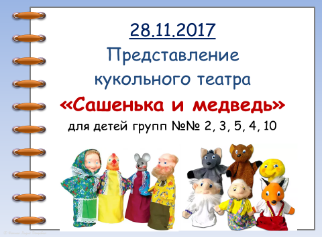 28.11.2017
Представление
кукольного театра
«Сашенька и медведь»
для детей групп №№ 2, 3, 5, 4, 10